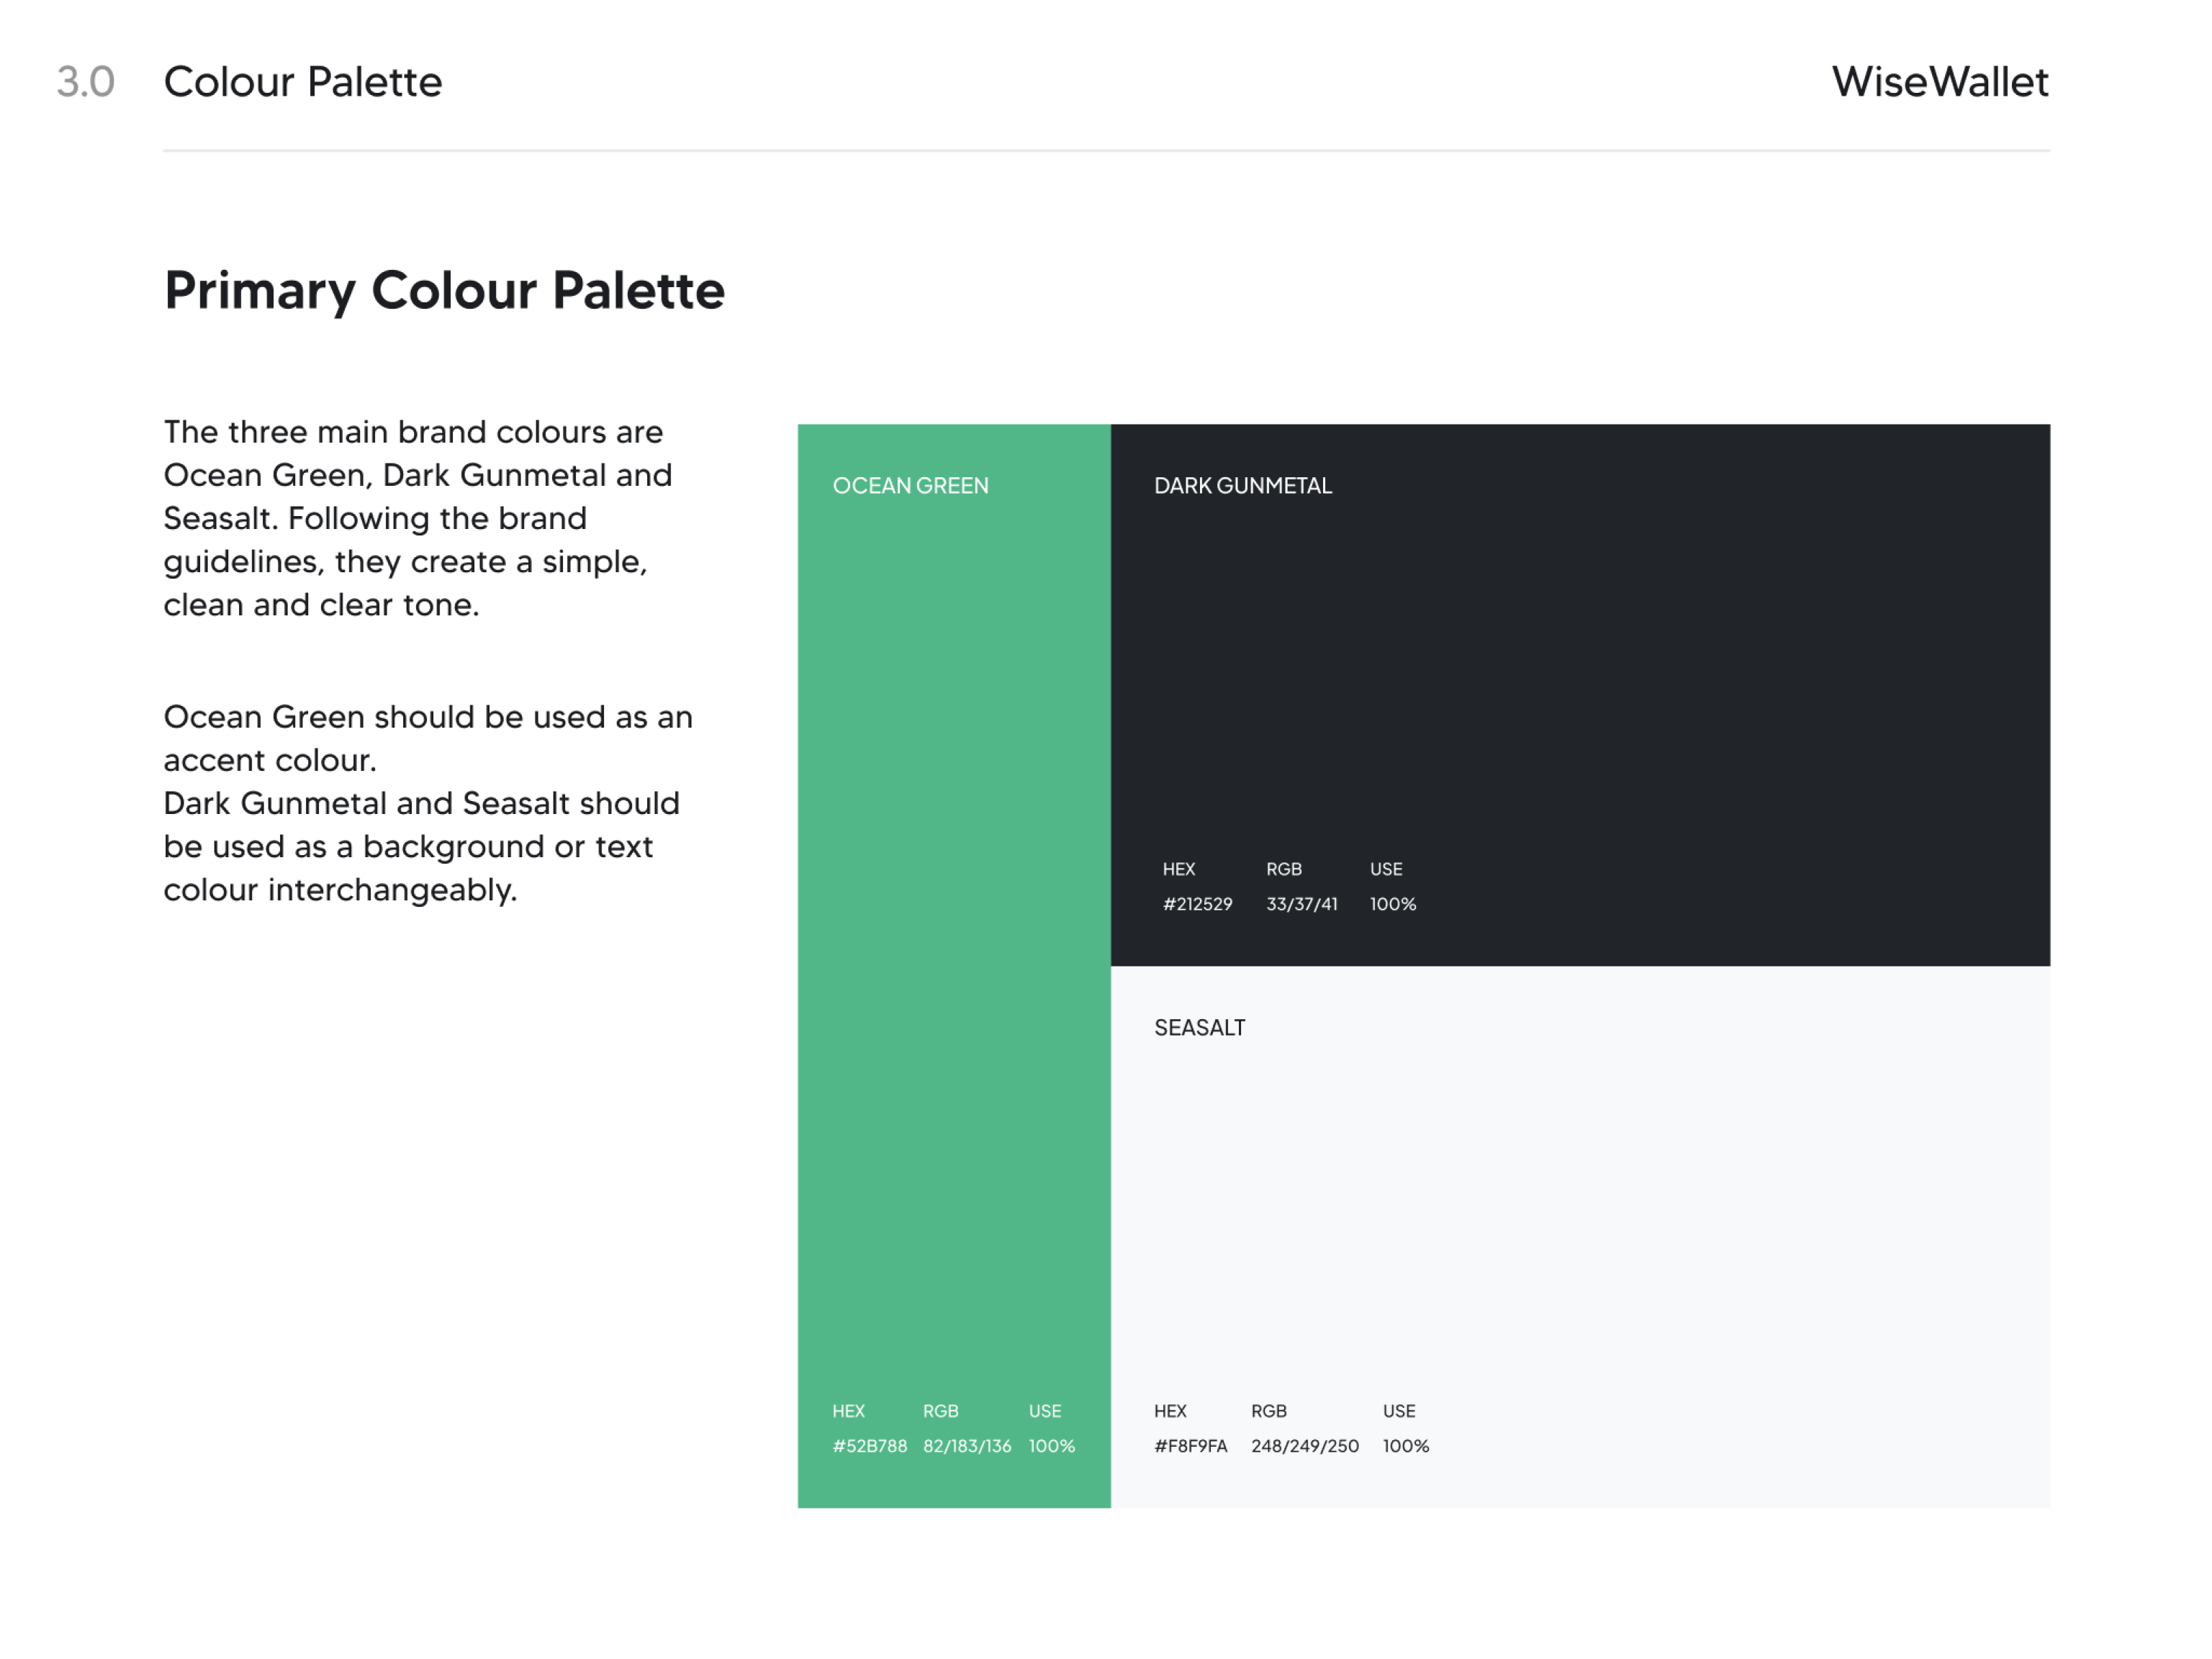 3.0 Colour Palette
WiseWallet
Primary Colour Palette
The three main brand colours are
Ocean Green, Dark Gunmetal and
Seasalt. Following the brand
guidelines, they create a simple,
clean and clear tone.
Ocean Green should be used as an
accent colour.
Dark Gunmetal and Seasalt should
be used as a background or text
colour interchangeably.
OCEAN GREEN
HEX RGB USE
#52B788 82/183/136 100%
DARK GUNMETAL
HEX RGB USE
#212529 33/37/41 100%
SEASALT
HEX RGB USE
#F8F9FA 248/249/250 100%